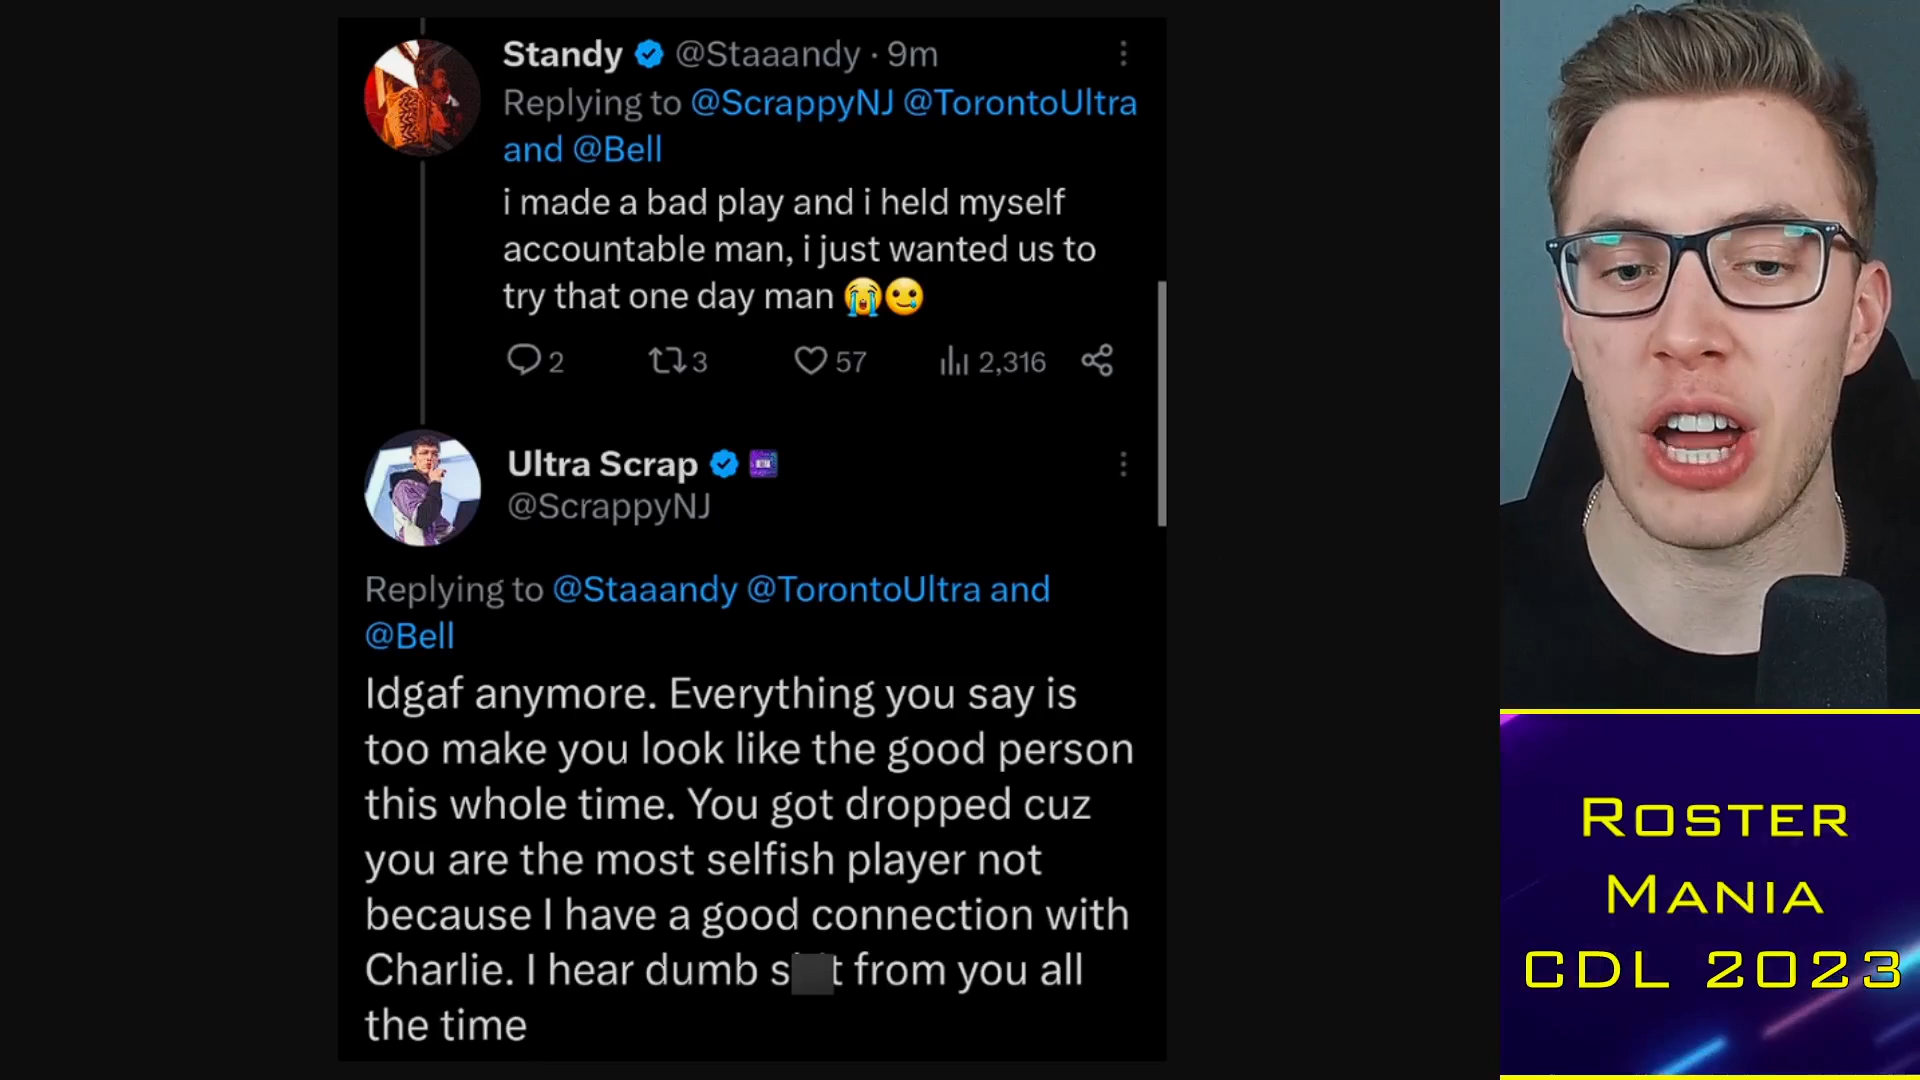 Standy @Staaandy · 9m
Replying to @ScrappyNJ @TorontoUltra
and @Bell
i made a bad play and i held myself
accountable man, i just wanted us to
try that one day man 😭🥲
2 3 57 2,316
Ultra Scrap
@ScrappyNJ
Replying to @Staaandy @TorontoUltra and
@Bell
Idgaf anymore. Everything you say is
too make you look like the good person
this whole time. You got dropped cuz
you are the most selfish player not
because I have a good connection with
Charlie. I hear dumb s t from you all
the time
ROSTER
MANIA
CDL 2023